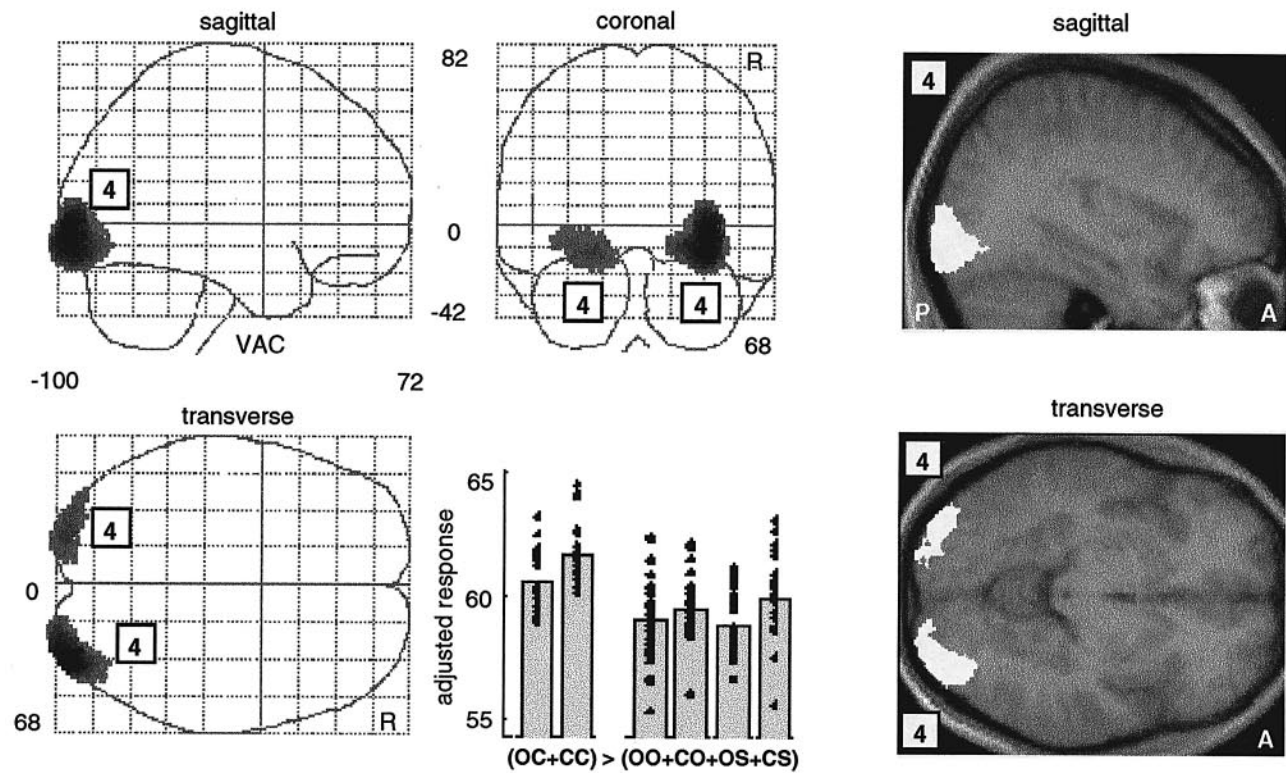 sagittal
coronal
sagittal
82
R
4
4
0
4
4
-42
P
A
VAC
68
-100
72
transverse
transverse
4
4
65
4
0
adjusted response
60
4
68
R
55
4
A
(OC+CC) > (OO+CO+OS+CS)